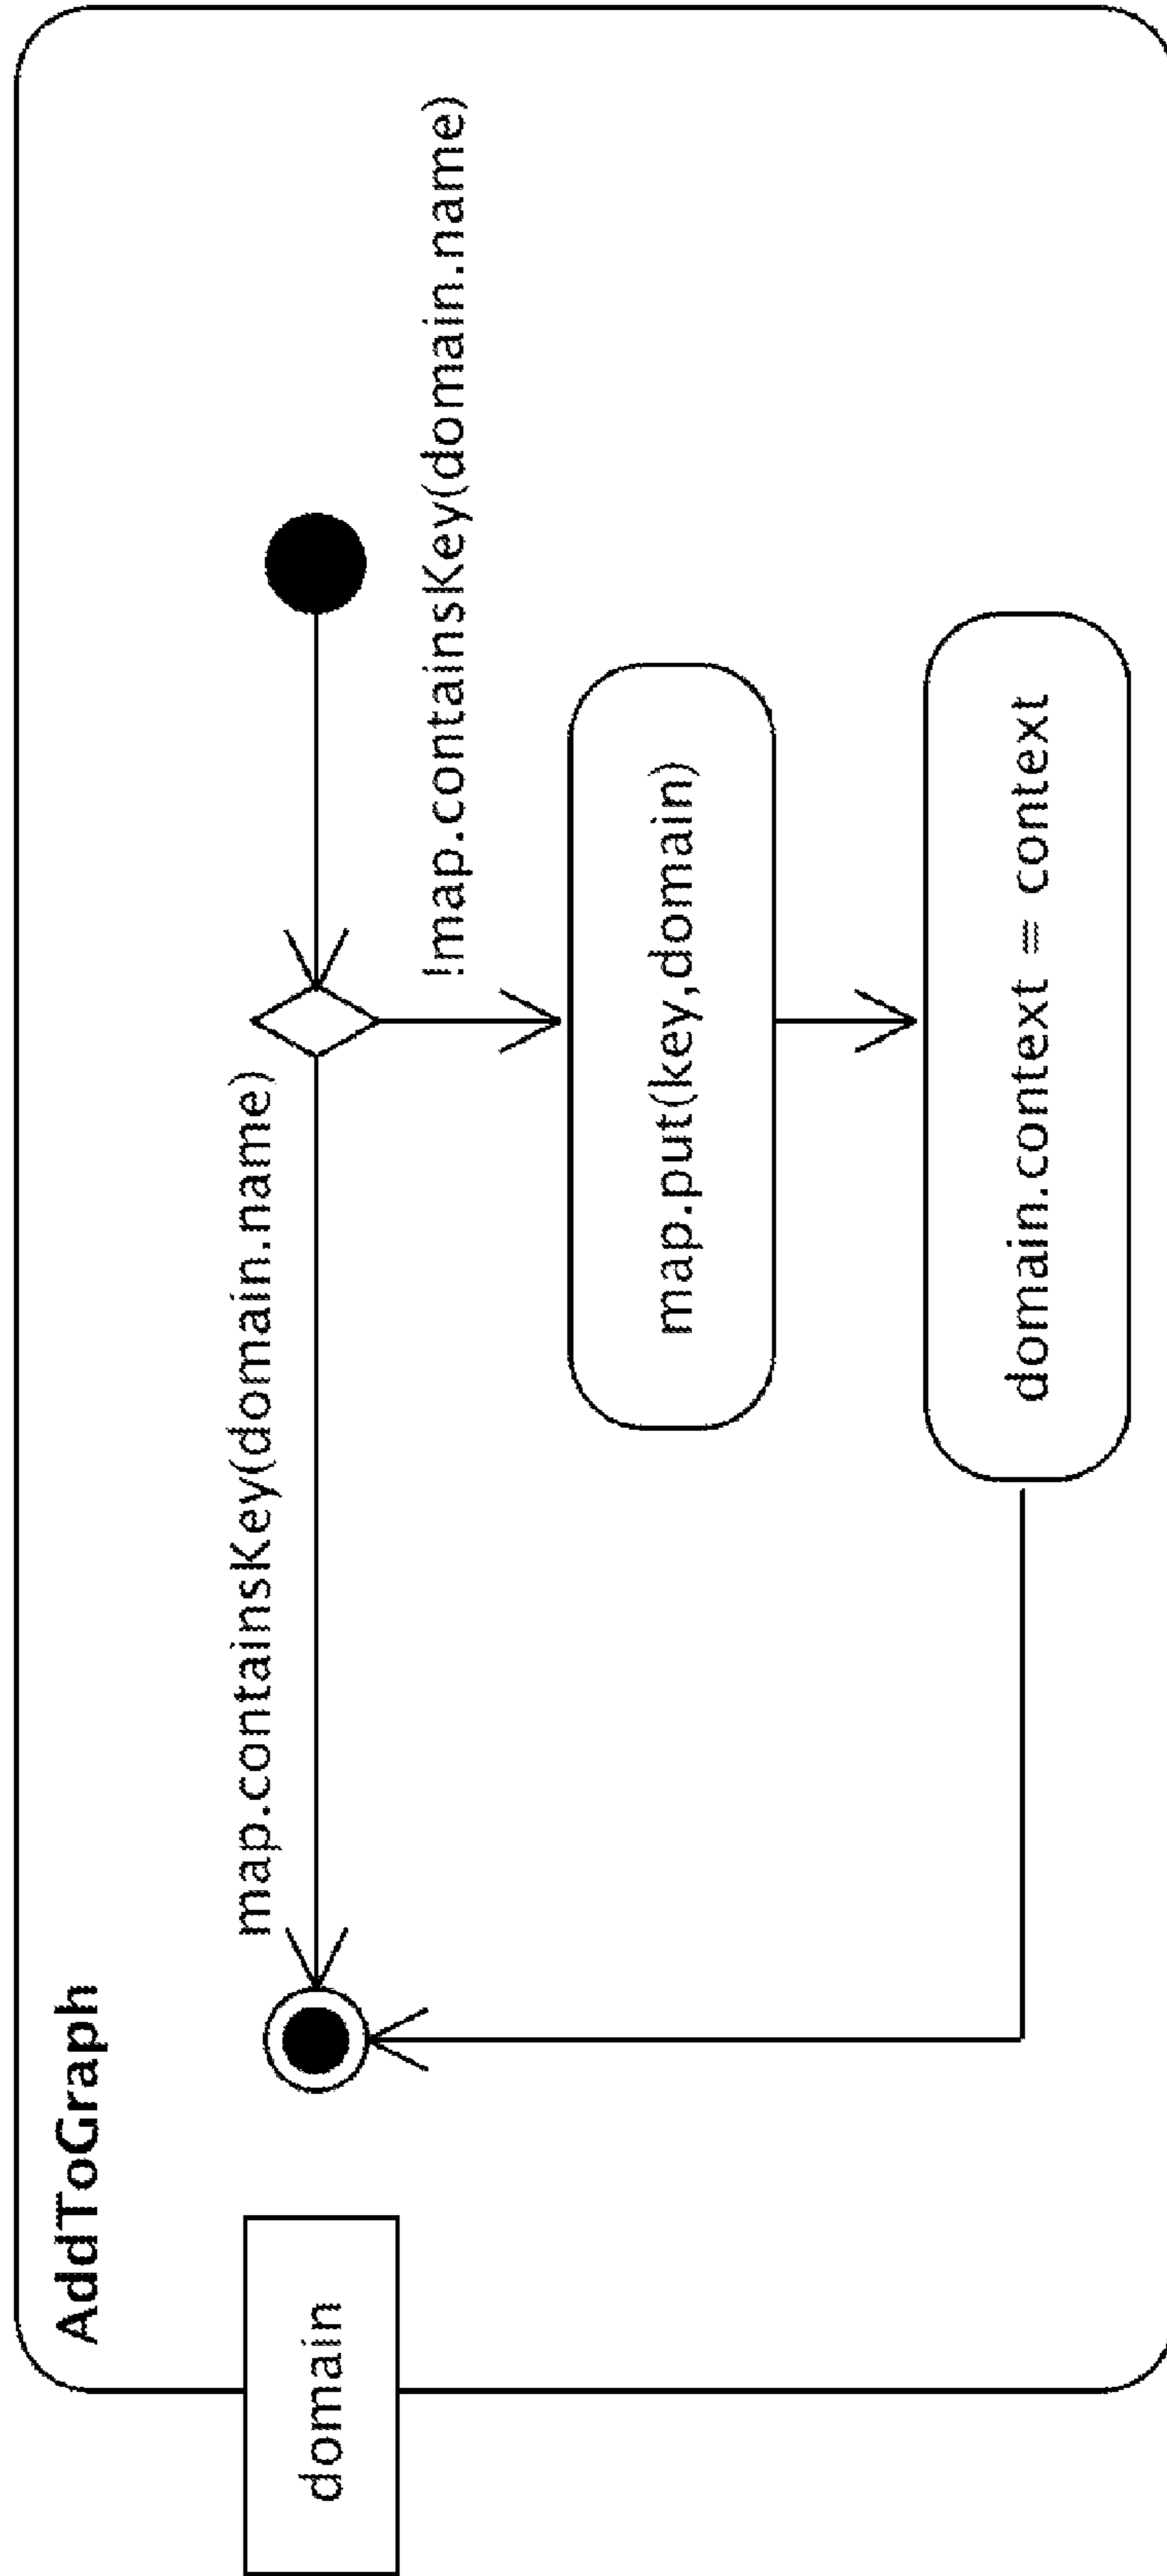 AddToGraph
domain
map.containsKey(domain.name)
!map.containsKey(domain.name)
map.put(key,domain)
domain.context = context